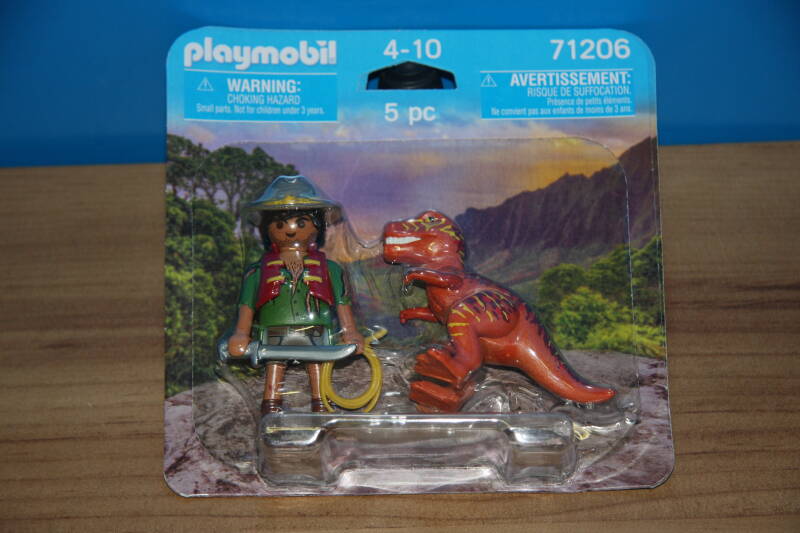 playmobil
4-10
71206
WARNING:
CHOKING HAZARD
Small parts. Not for children under 3 years.
5 pc
AVERTISSEMENT:
RISQUE DE SUFFOCATION.
Présence de petits éléments.
Ne convient pas aux enfants de moins de 3 ans.